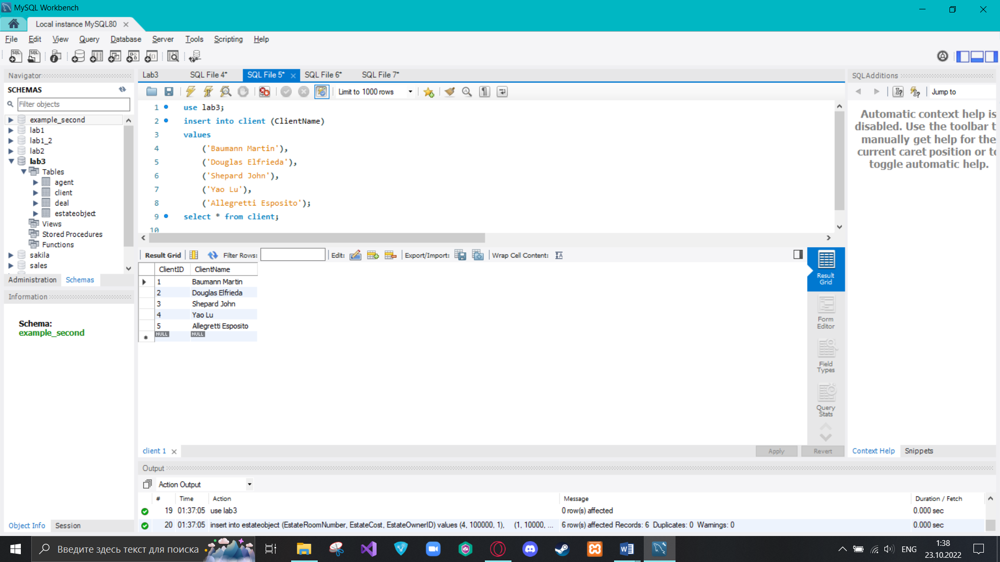 MySQL Workbench
Local instance MySQL80
File Edit View Query Database Server Tools Scripting Help
Navigator
SCHEMAS
Filter objects
example_second
lab1
lab1_2
lab2
lab3
Tables
agent
client
deal
estateobject
Views
Stored Procedures
Functions
sakila
sales
Administration Schemas
Information
Schema:
example_second
Object Info Session
Lab3 SQL File 4* SQL File 5* SQL File 6* SQL File 7*
Limit to 1000 rows
1 use lab3;
2 insert into client (ClientName)
3 values
4 ('Baumann Martin'),
5 ('Douglas Elfrieda'),
6 ('Shepard John'),
7 ('Yao Lu'),
8 ('Allegretti Esposito');
9 select * from client;
10
Result Grid Filter Rows: Edit: Export/Import: Wrap Cell Content:
ClientID ClientName
1 Baumann Martin
2 Douglas Elfrieda
3 Shepard John
4 Yao Lu
5 Allegretti Esposito
NULL NULL
Result
Grid
Form
Editor
Field
Types
Query
Stats
client 1
Apply Revert
SQLAdditions
Jump to
Automatic context help is
disabled. Use the toolbar t
manually get help for the
current caret position or to
toggle automatic help.
Context Help Snippets
Output
Action Output
# Time Action Message Duration / Fetch
19 01:37:05 use lab3 0 row(s) affected 0.000 sec
20 01:37:05 insert into estateobject (EstateRoomNumber, EstateCost, EstateOwnerID) values (4, 100000, 1), (1, 10000, ... 6 row(s) affected Records: 6 Duplicates: 0 Warnings: 0 0.000 sec
Введите здесь текст для поиска
ENG
1:38
23.10.2022